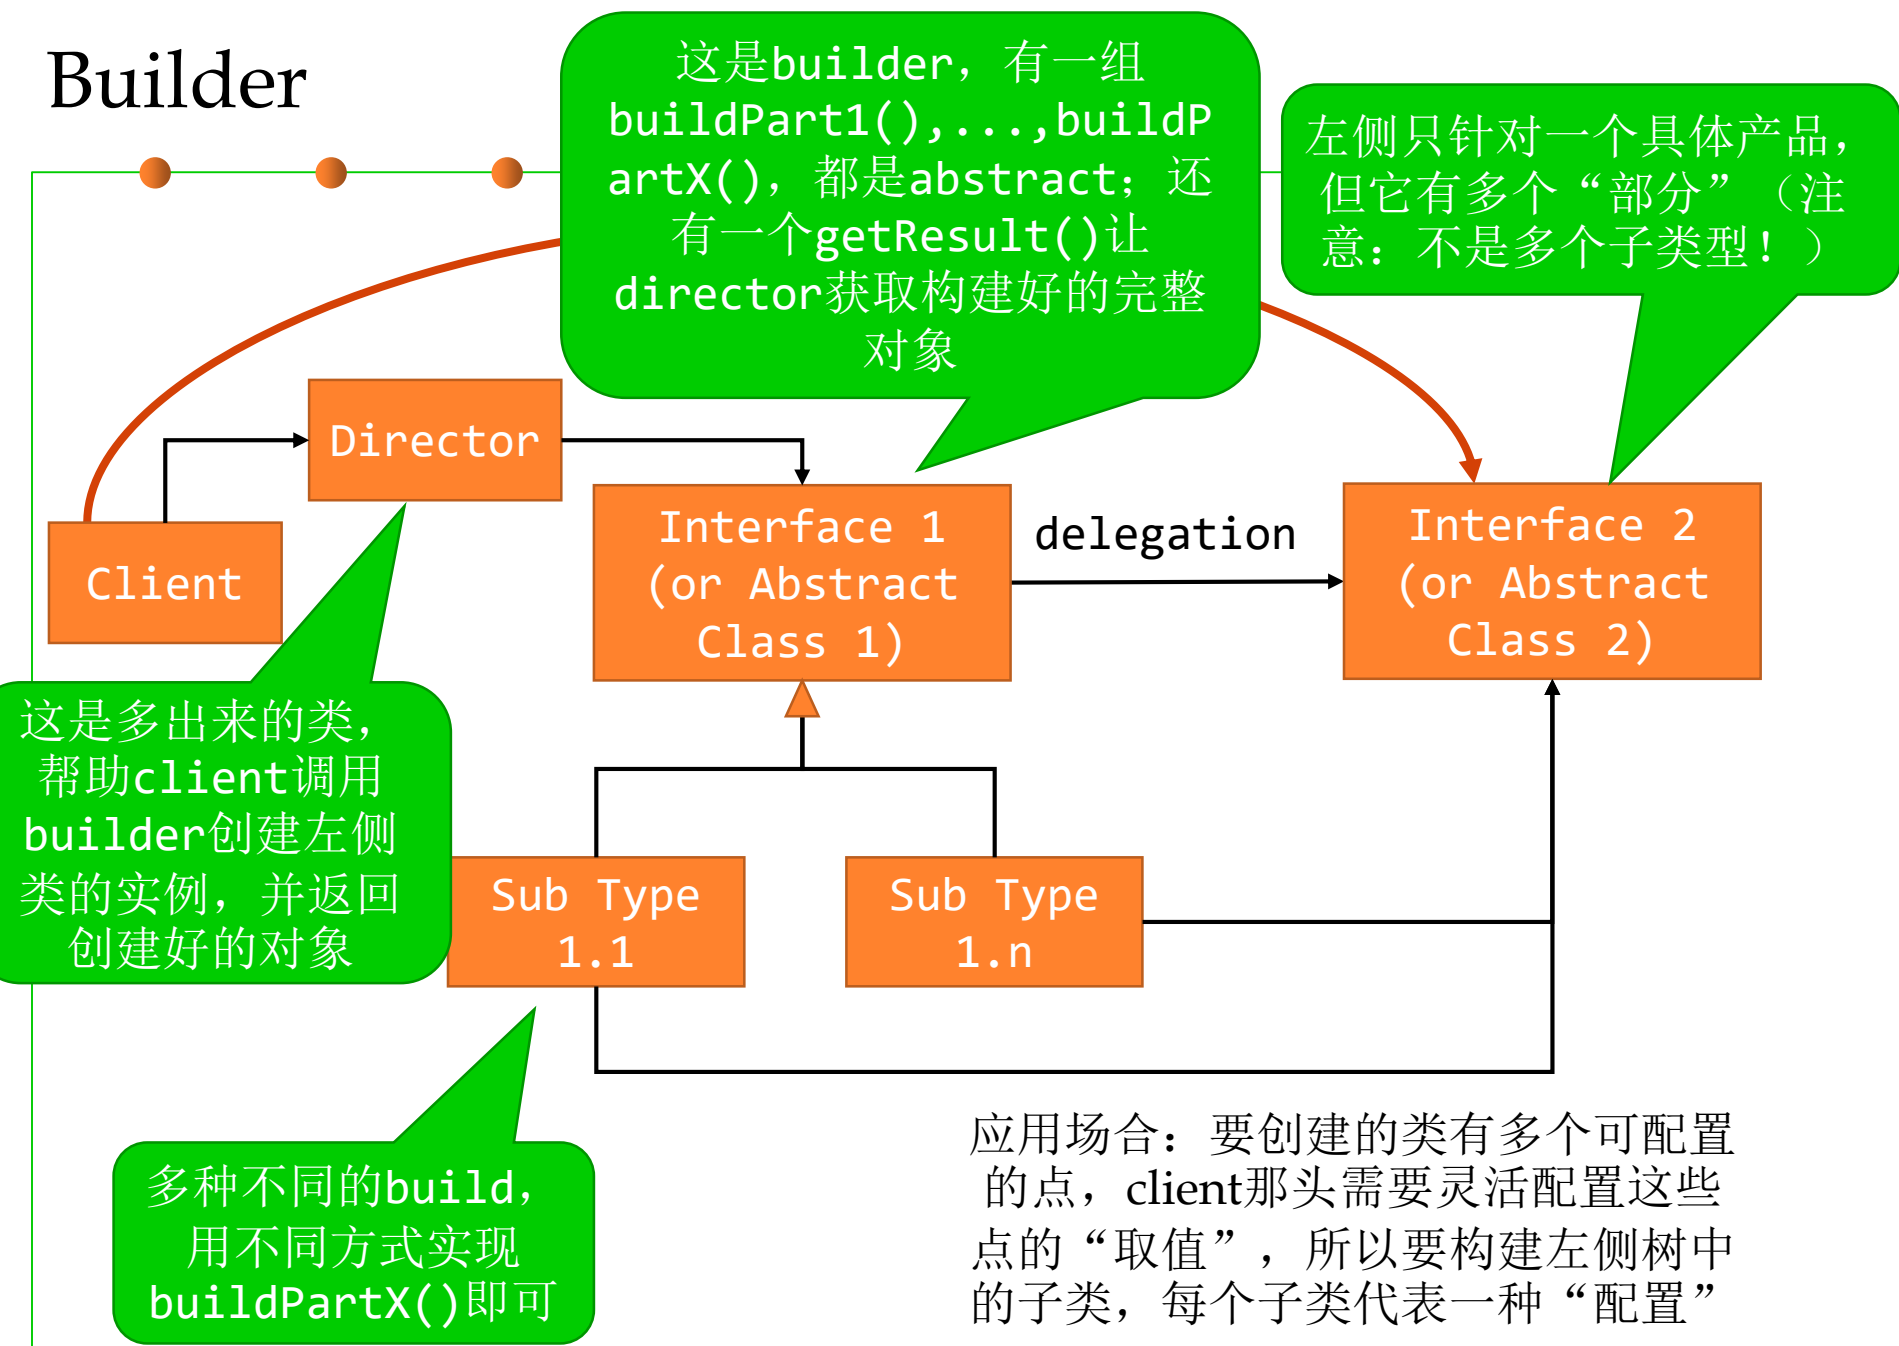 Builder
这是builder，有一组
buildPart1(),...,buildP
artX()，都是abstract；还
有一个getResult()让
director获取构建好的完整
对象
左侧只针对一个具体产品，
但它有多个“部分”（注
意：不是多个子类型！）
Director
Client
Interface 1
(or Abstract
Class 1)
delegation
Interface 2
(or Abstract
Class 2)
这是多出来的类，
帮助client调用
builder创建左侧
类的实例，并返回
创建好的对象
Sub Type
1.1
Sub Type
1.n
多种不同的build，
用不同方式实现
buildPartX()即可
应用场合：要创建的类有多个可配置
的点，client那头需要灵活配置这些
点的“取值”，所以要构建左侧树中
的子类，每个子类代表一种“配置”